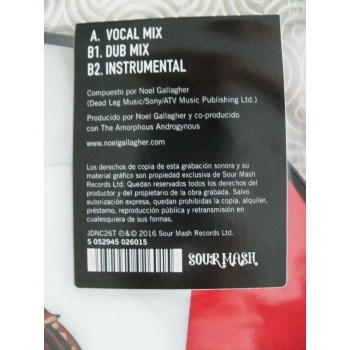 A. VOCAL MIX
B1. DUB MIX
B2. INSTRUMENTAL
Compuesto por Noel Gallagher
(Dead Leg Music/Sony/ATV Music Publishing Ltd.)
Producido por Noel Gallagher y co-producido
con The Amorphous Androgynous
www.noelgallagher.com
Los derechos de copia de esta grabación sonora y su
material gráfico son propiedad exclusiva de Sour Mash
Records Ltd. Quedan reservados todos los derechos del
productor y del propietario de la obra grabada. Salvo
autorización expresa, quedan prohibidas la copia, alquiler,
préstamo, reproducción pública y retransmisión en
cualesquiera de sus formas.
JDNC26T ℗ © 2016 Sour Mash Records Ltd.
5 052945 026015
SOUR MASH